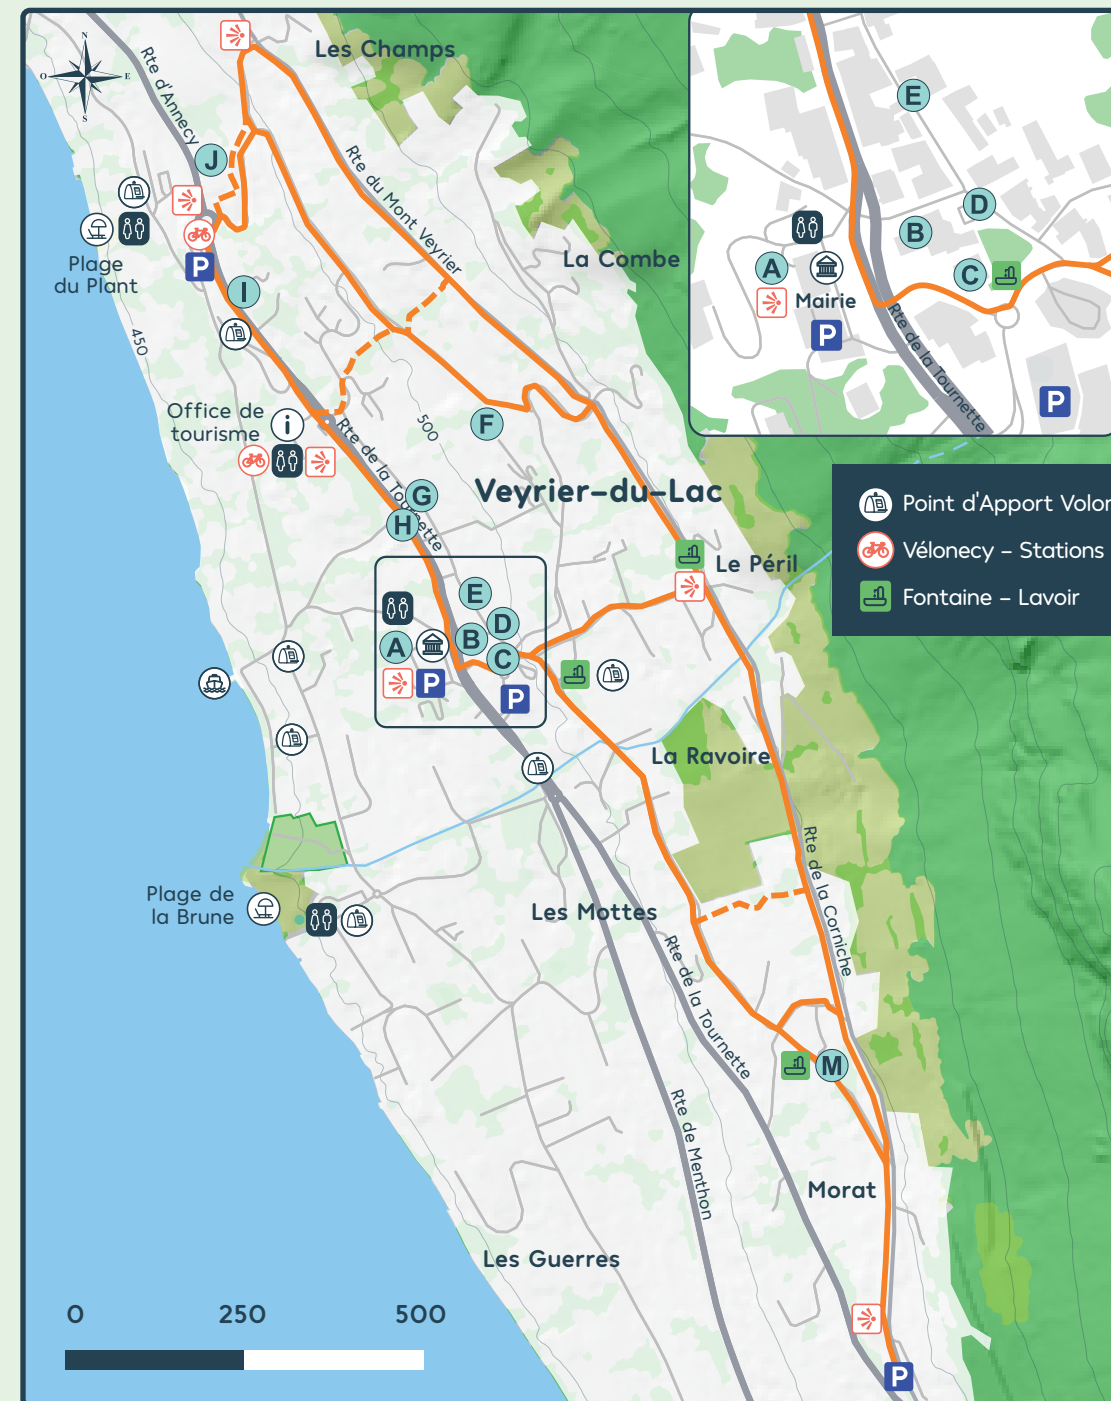 N
O
E
S
Rte d'Annecy
Les Champs
J
Rte du Mont Veyrier
Plage
du Plant
P
I
450
La Combe
Office de
tourisme
i
500
F
Rte de la Tournette
G
H
Veyrier-du-Lac
Le Péril
E
D
B
A
C
P
P
La Ravoire
Rte de la Corniche
Plage de
la Brune
Les Mottes
Rte de la Tournette
M
Rte de Menthon
Morat
Les Guerres
P
0
250
500
E
D
B
A
C
Mairie
P
Rte de la Tournette
P
Point d'Apport Volon
Vélonecy - Stations
Fontaine - Lavoir